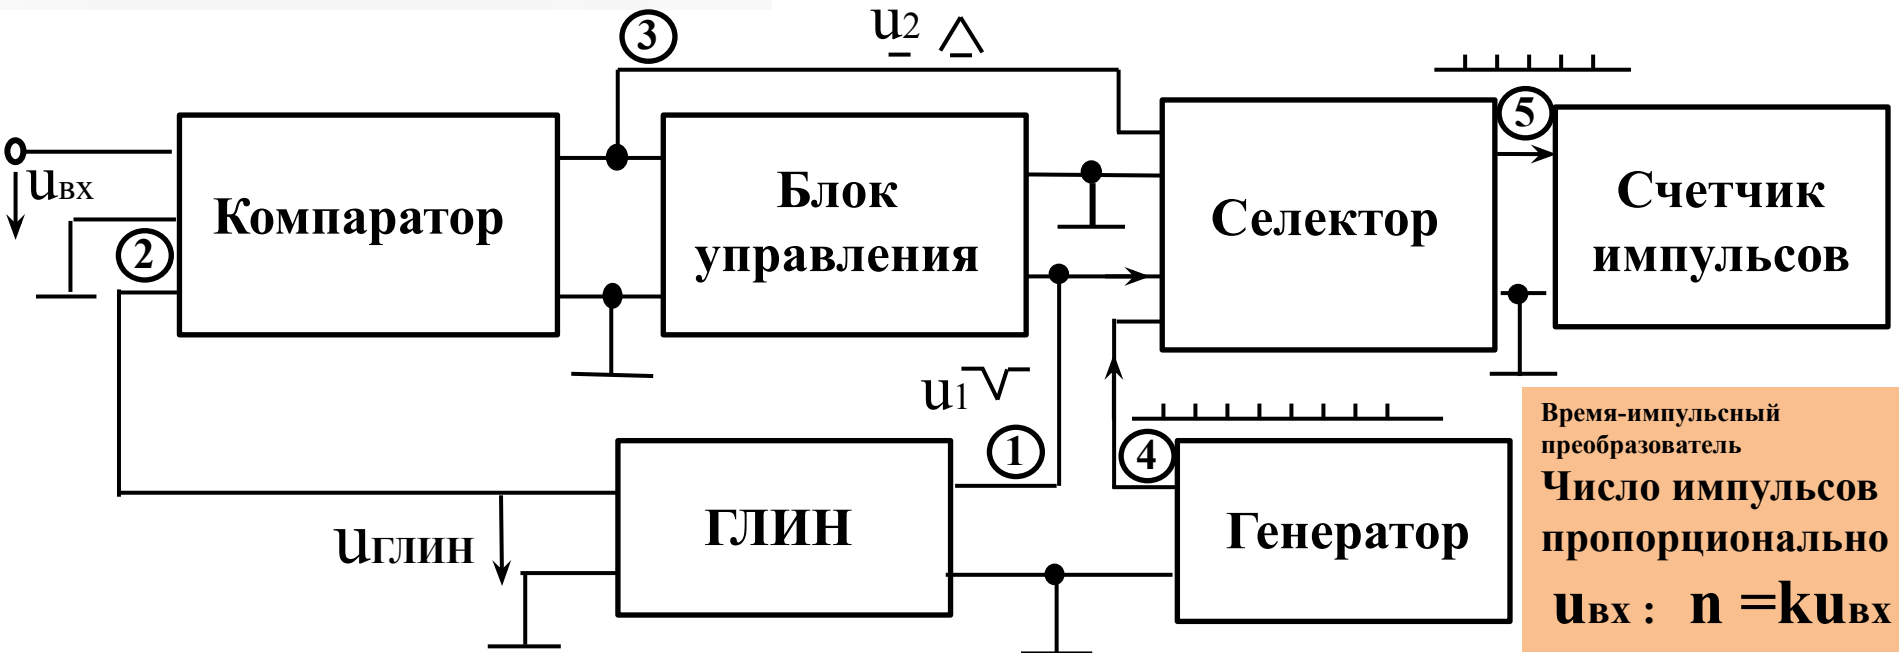 3
u2
5
uвх
Компаратор
Блок
управления
Селектор
Счетчик
импульсов
2
u1
1
4
uГЛИН
ГЛИН
Генератор
Время-импульсный
преобразователь
Число импульсов
пропорционально
uвх : n =kuвх